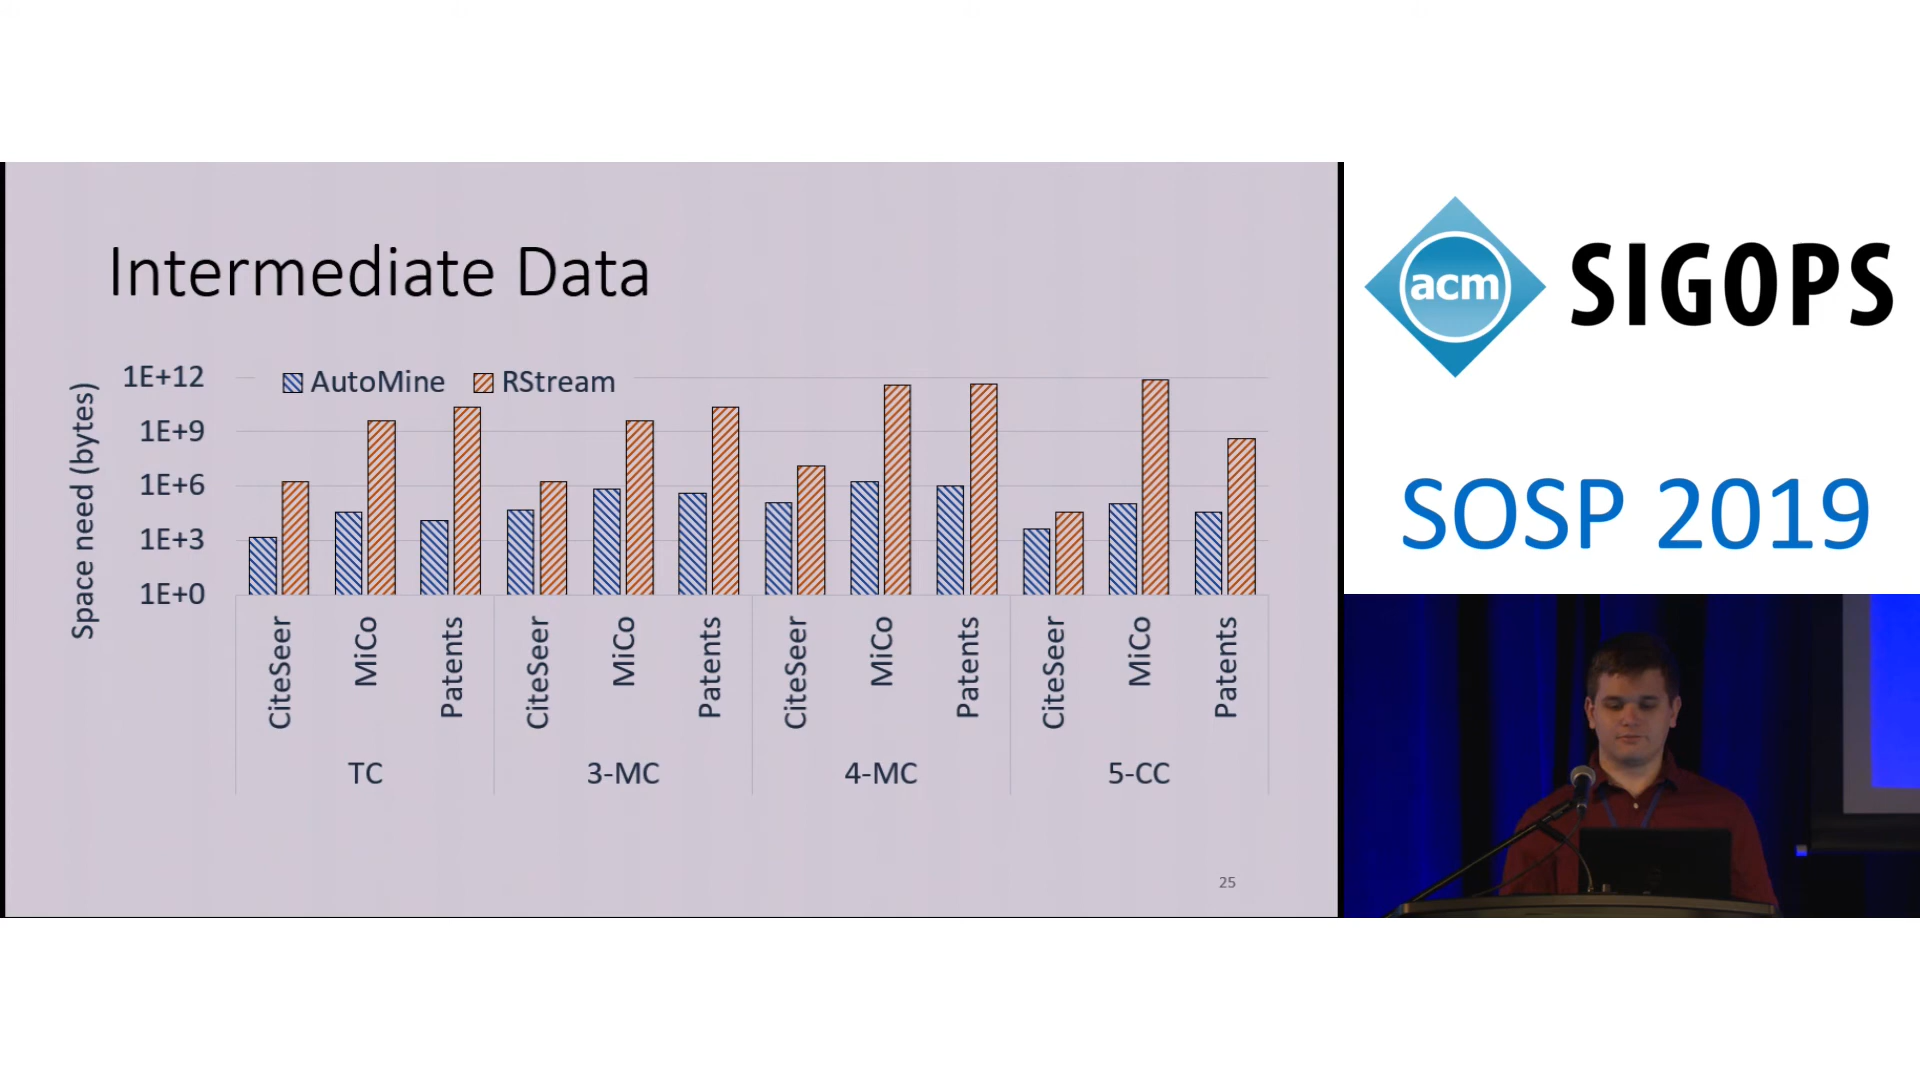 Intermediate Data
Space need (bytes)
1E+12
1E+9
1E+6
1E+3
1E+0
AutoMine
RStream
CiteSeer
MiCo
Patents
CiteSeer
MiCo
Patents
CiteSeer
MiCo
Patents
CiteSeer
MiCo
Patents
TC
3-MC
4-MC
5-CC
25
acm
SIGOPS
SOSP 2019